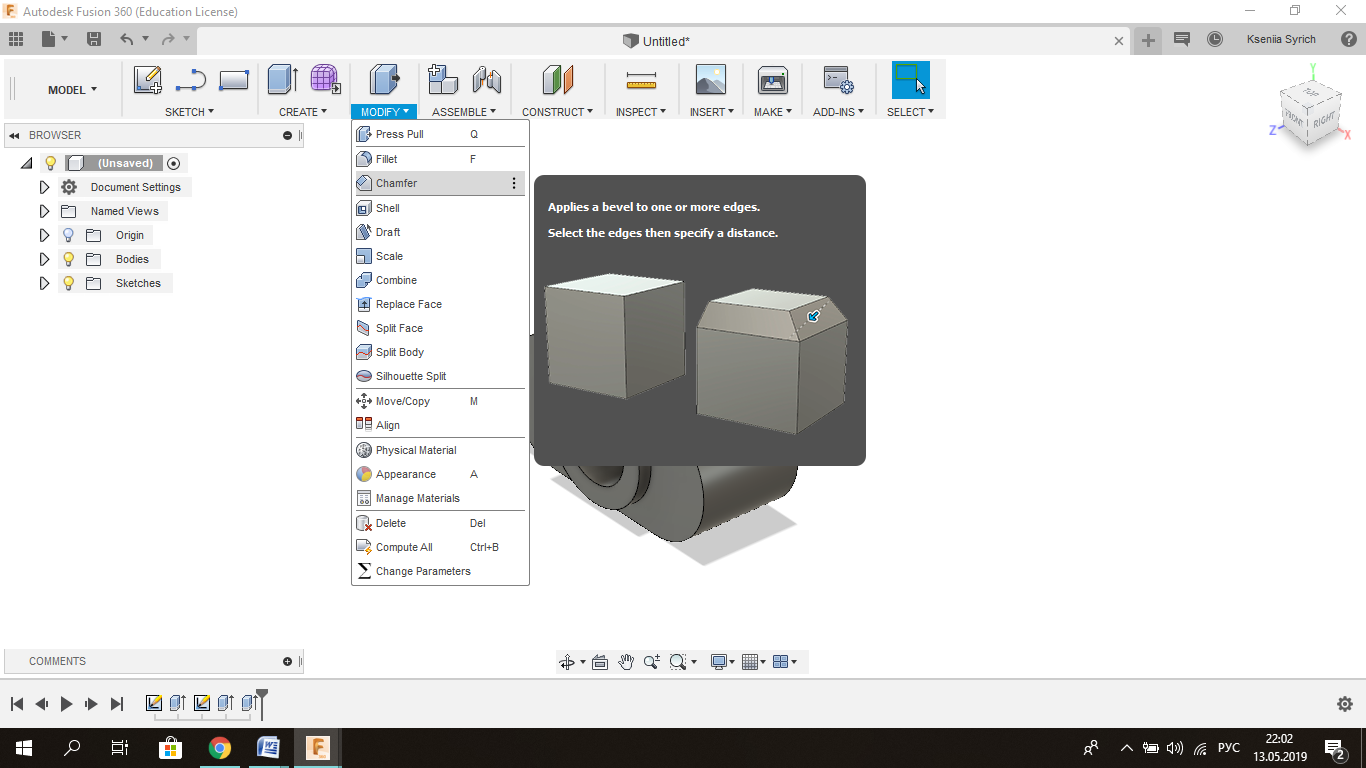 Autodesk Fusion 360 (Education License)
Untitled*
Kseniia Syrich
MODEL
SKETCH
CREATE
MODIFY
ASSEMBLE
CONSTRUCT
INSPECT
INSERT
MAKE
ADD-INS
SELECT
TOP
FRONT
RIGHT
Y
Z
X
BROWSER
(Unsaved)
Document Settings
Named Views
Origin
Bodies
Sketches
Press Pull Q
Fillet F
Chamfer
Shell
Draft
Scale
Combine
Replace Face
Split Face
Split Body
Silhouette Split
Move/Copy M
Align
Physical Material
Appearance A
Manage Materials
Delete Del
Compute All Ctrl+B
Change Parameters
Applies a bevel to one or more edges.
Select the edges then specify a distance.
COMMENTS
РУС
22:02
13.05.2019
2